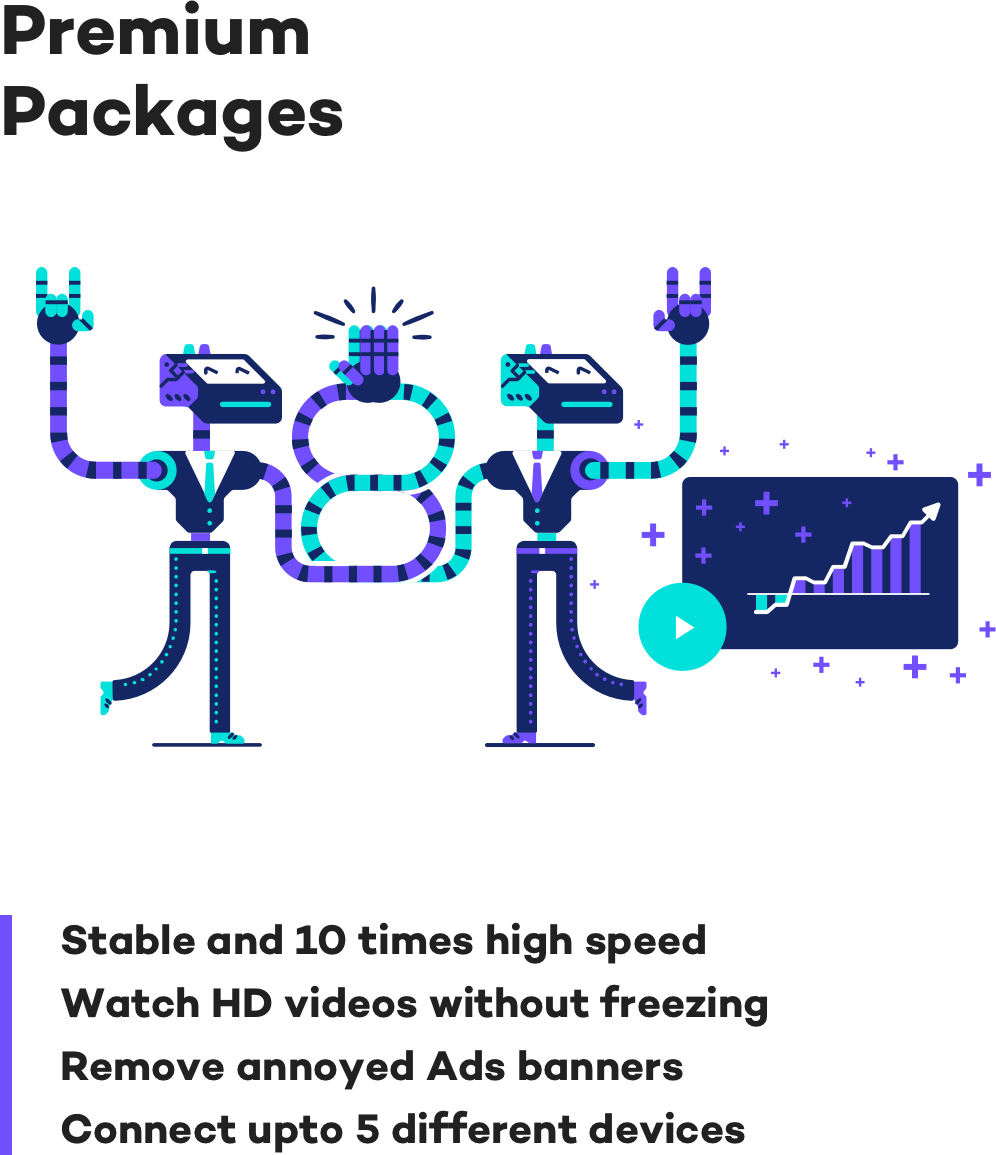 Premium
Packages
Stable and 10 times high speed
Watch HD videos without freezing
Remove annoyed Ads banners
Connect upto 5 different devices